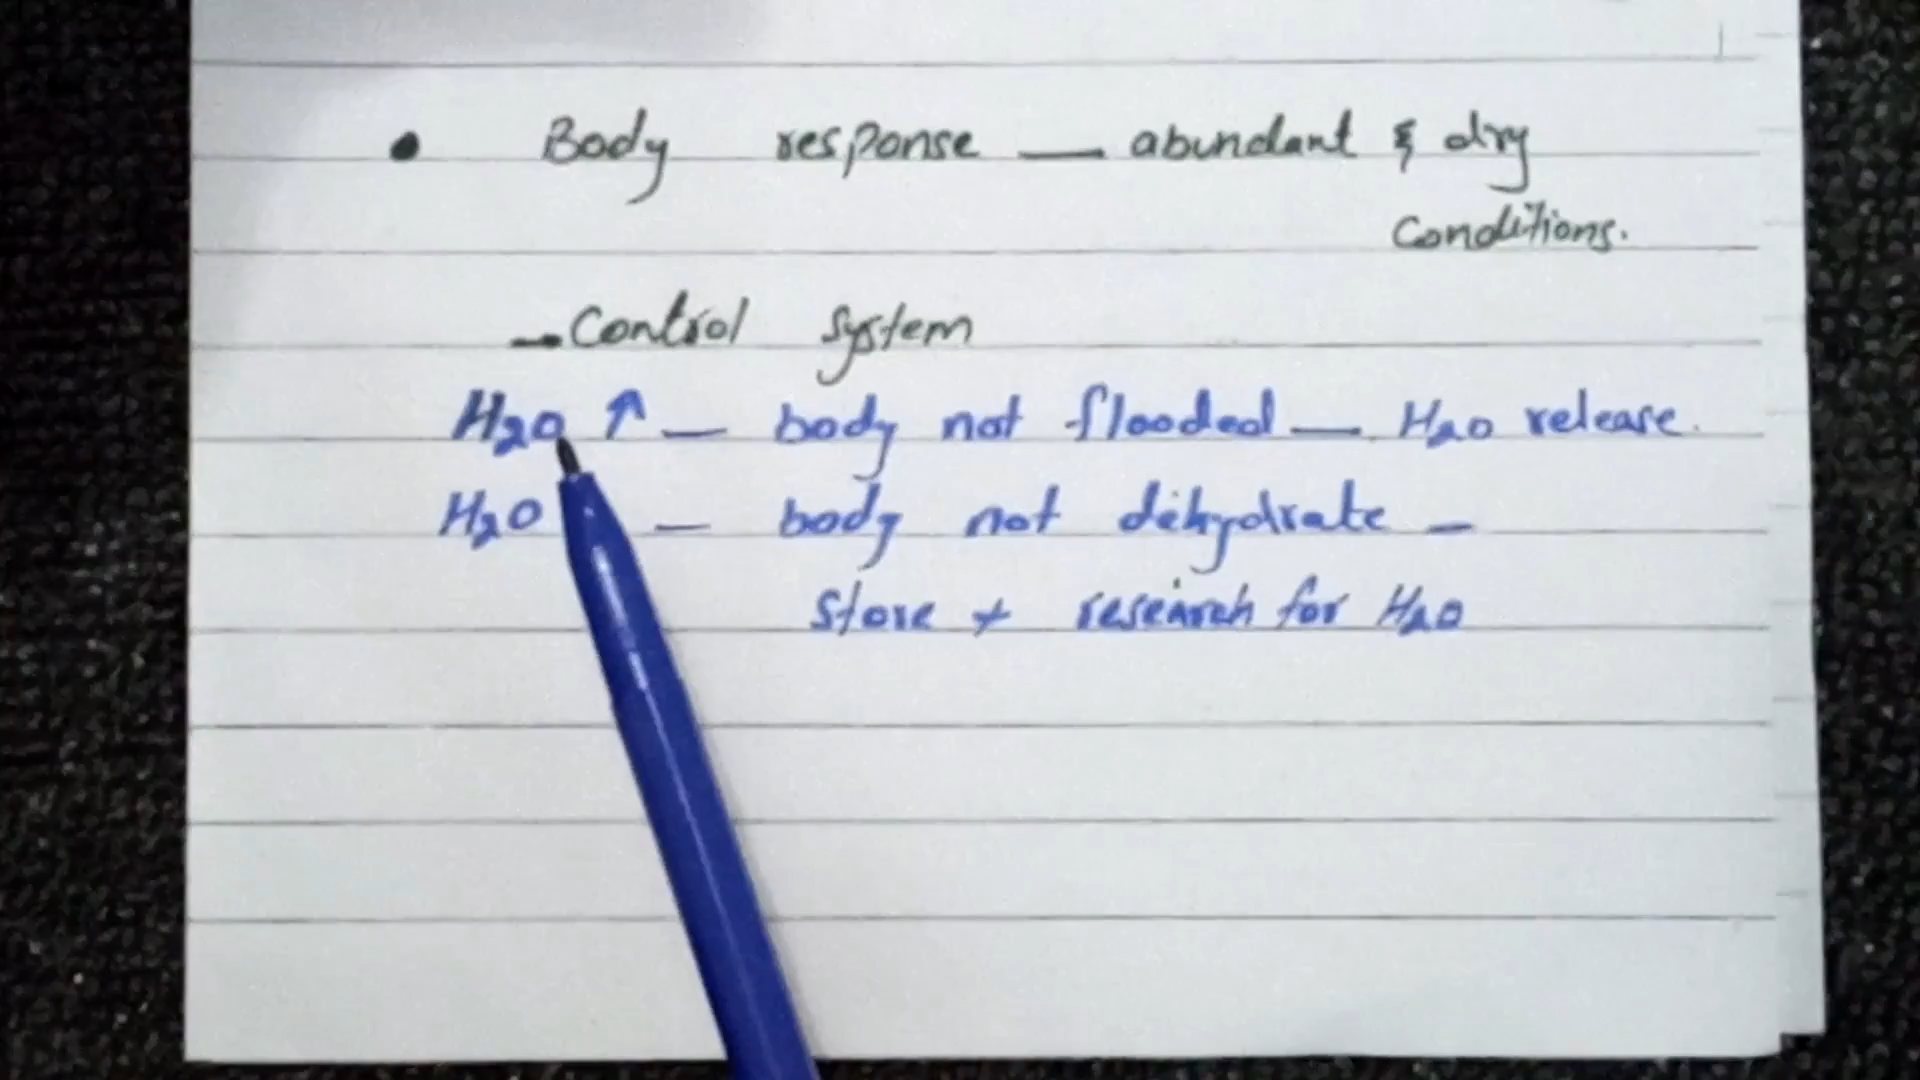 • Body response — abundant & dry
Conditions.
— Control System
H₂O ↑ — body not flooded — H₂O release.
H₂O — body not dehydrate –
Store + research for H₂O